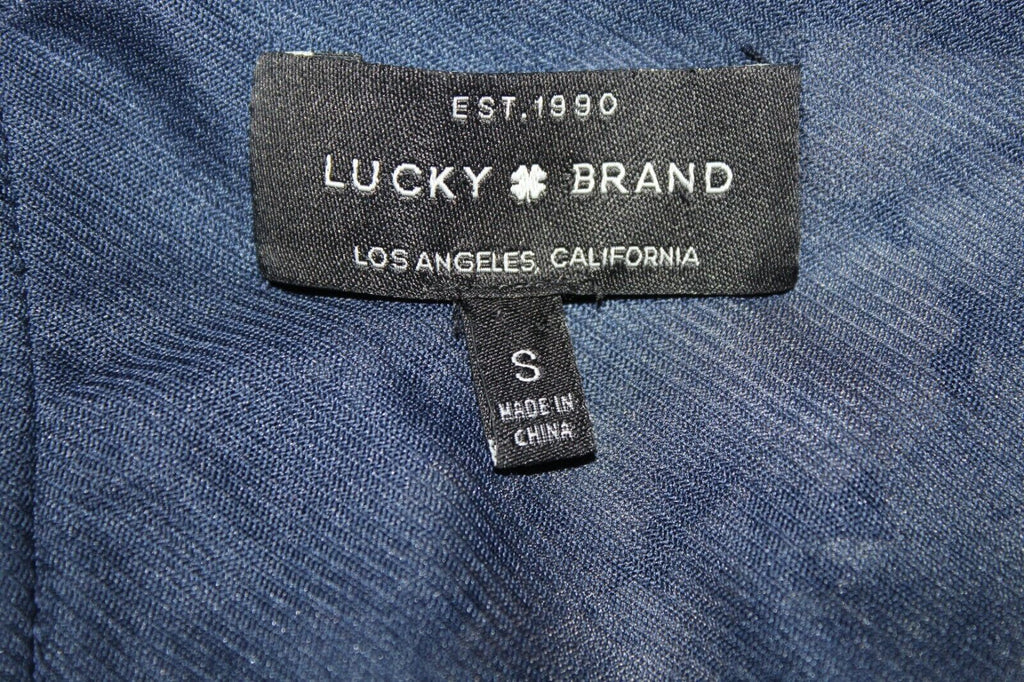 EST. 1990
LUCKY BRAND
LOS ANGELES, CALIFORNIA
S
MADE IN
CHINA